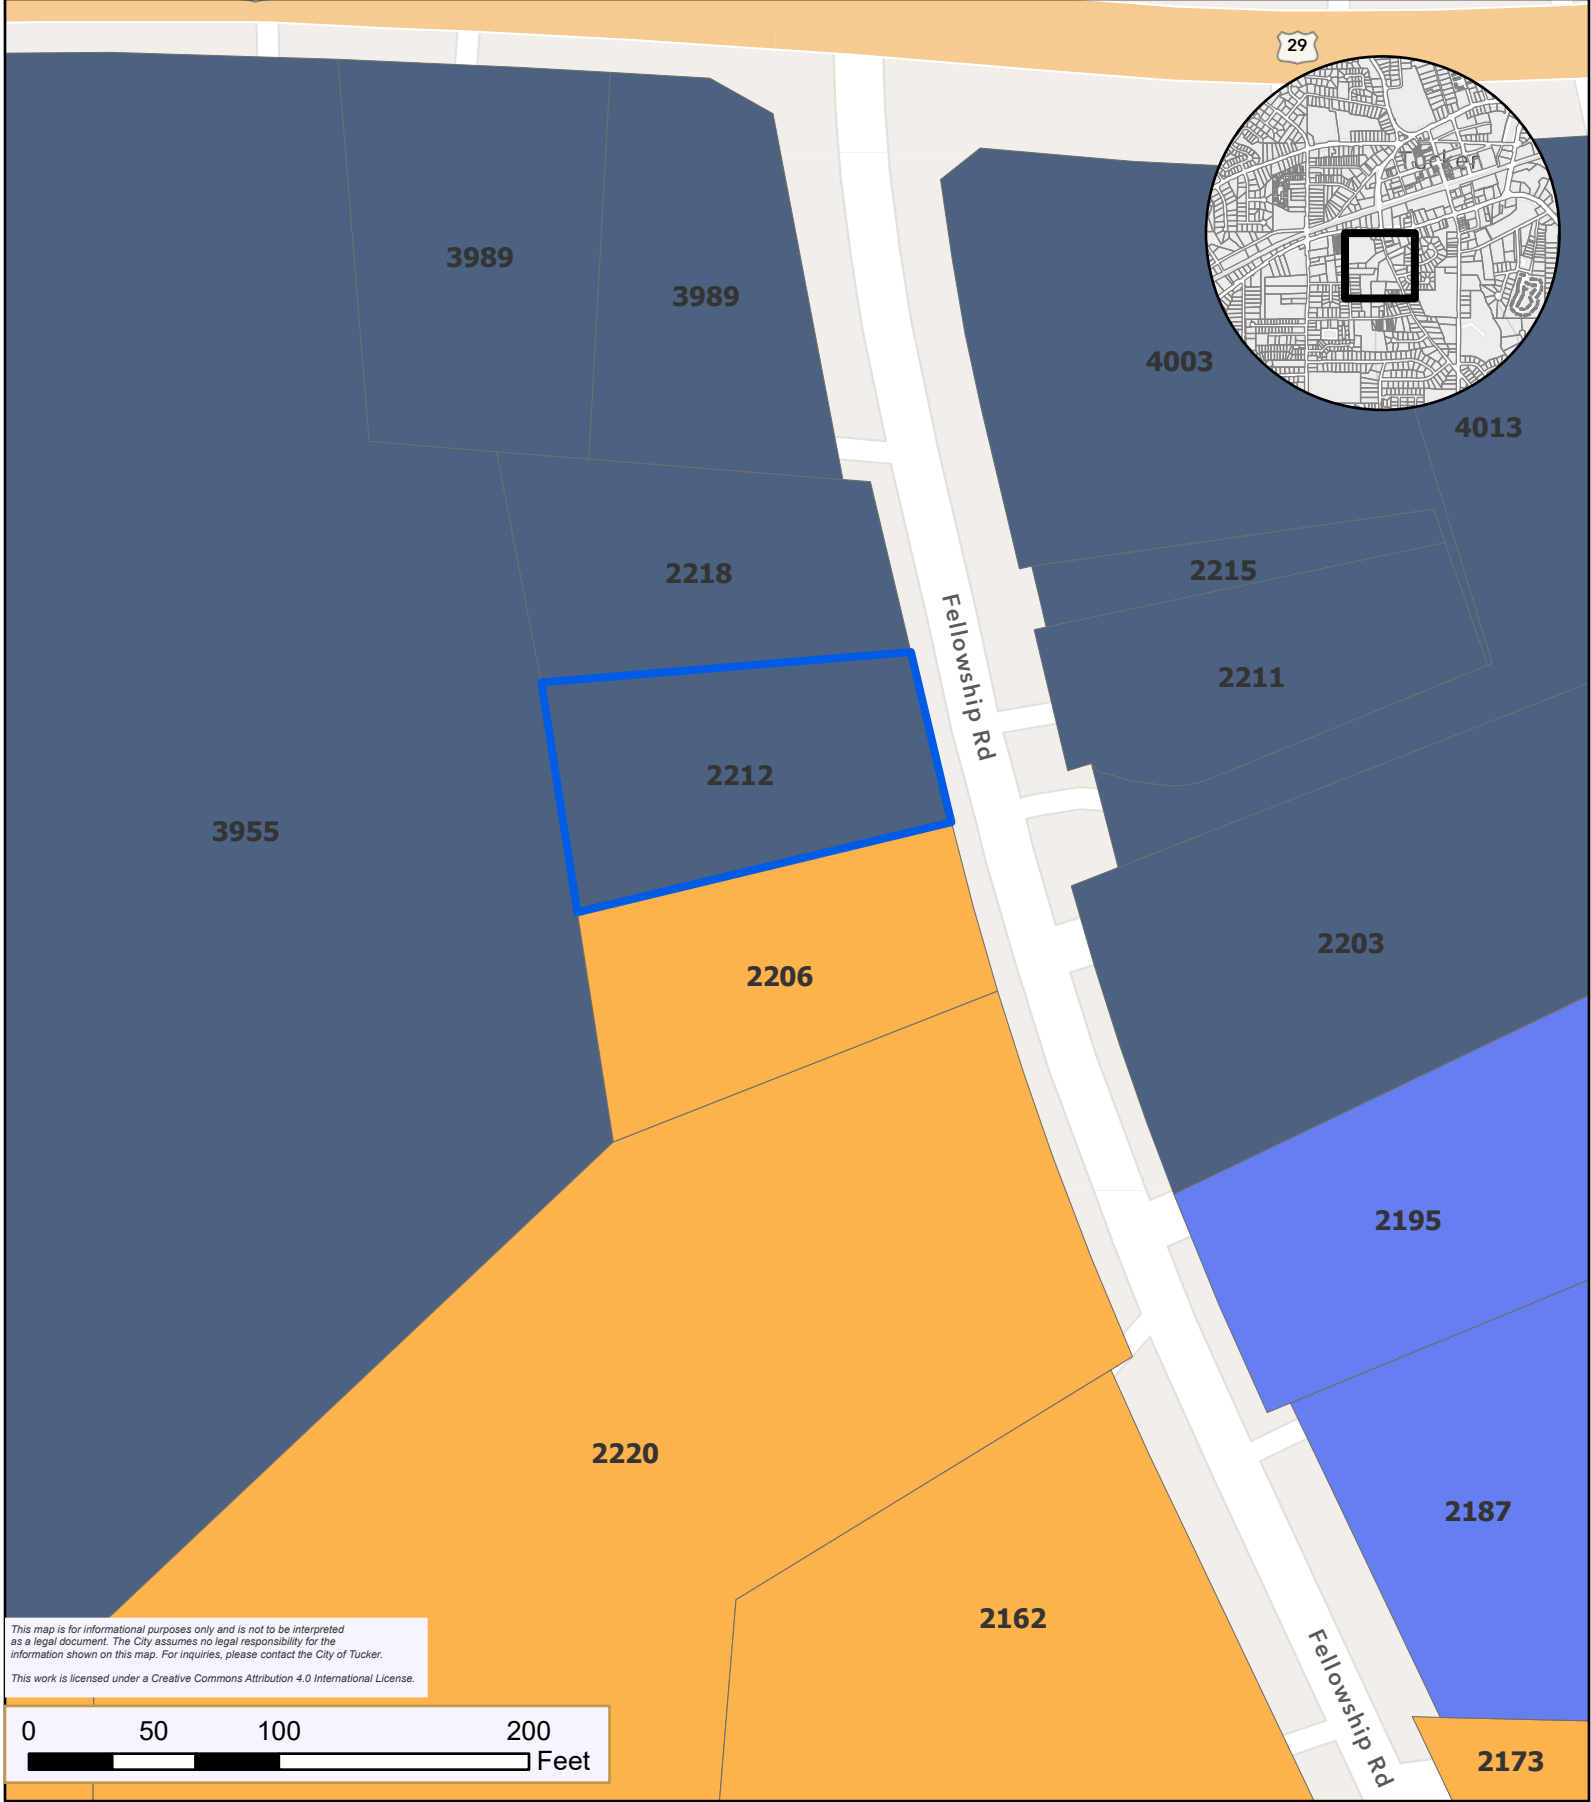 29
Tucker
3989
3989
4003
4013
2218
2215
Fellowship Rd
2211
2212
3955
2203
2206
2195
2220
2187
2162
This map is for informational purposes only and is not to be interpreted
as a legal document. The City assumes no legal responsibility for the
information shown on this map. For inquiries, please contact the City of Tucker.
This work is licensed under a Creative Commons Attribution 4.0 International License.
Fellowship Rd
0 50 100 200
Feet
2173